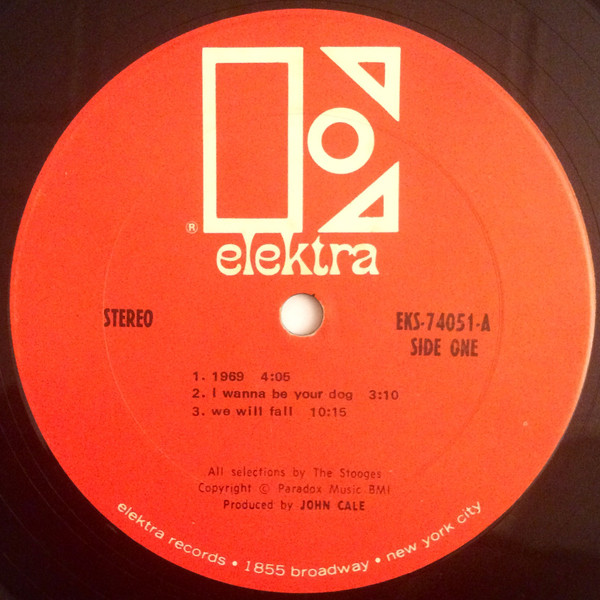 ®
elektra
STEREO
EKS-74051-A
SIDE ONE
1. 1969 4:05
2. i wanna be your dog 3:10
3. we will fall 10:15
All selections by The Stooges
Copyright © Paradox Music BMI
Produced by JOHN CALE
elektra records • 1855 broadway • new york city